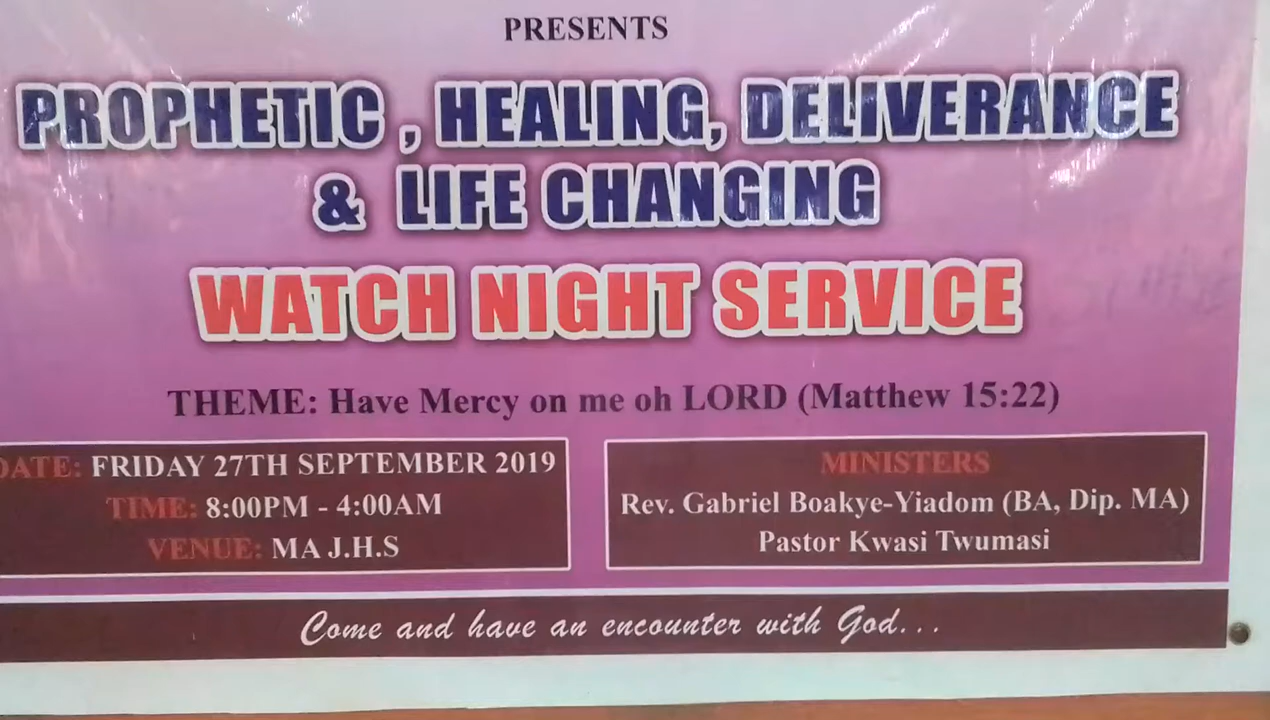 PRESENTS
PROPHETIC , HEALING, DELIVERANCE
& LIFE CHANGING
WATCH NIGHT SERVICE
THEME: Have Mercy on me oh LORD (Matthew 15:22)
DATE: FRIDAY 27TH SEPTEMBER 2019
TIME: 8:00PM - 4:00AM
VENUE: MA J.H.S
MINISTERS
Rev. Gabriel Boakye-Yiadom (BA, Dip. MA)
Pastor Kwasi Twumasi
Come and have an encounter with God...